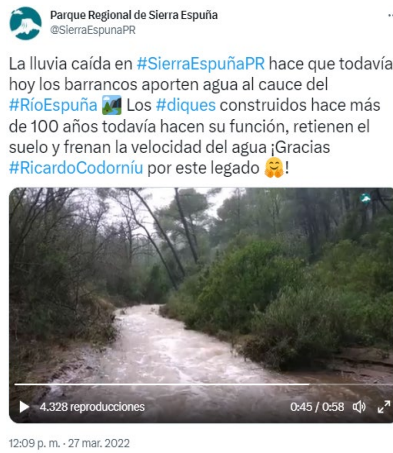 Parque Regional de Sierra Espuña
@SierraEspunaPR
La lluvia caída en #SierraEspuñaPR hace que todavía
hoy los barrancos aporten agua al cauce del
#RíoEspuña 🏞️ Los #diques construidos hace más
de 100 años todavía hacen su función, retienen el
suelo y frenan la velocidad del agua ¡Gracias
#RicardoCodorníu por este legado 🤗!
4.328 reproducciones
0:45 / 0:58
12:09 p. m. · 27 mar. 2022